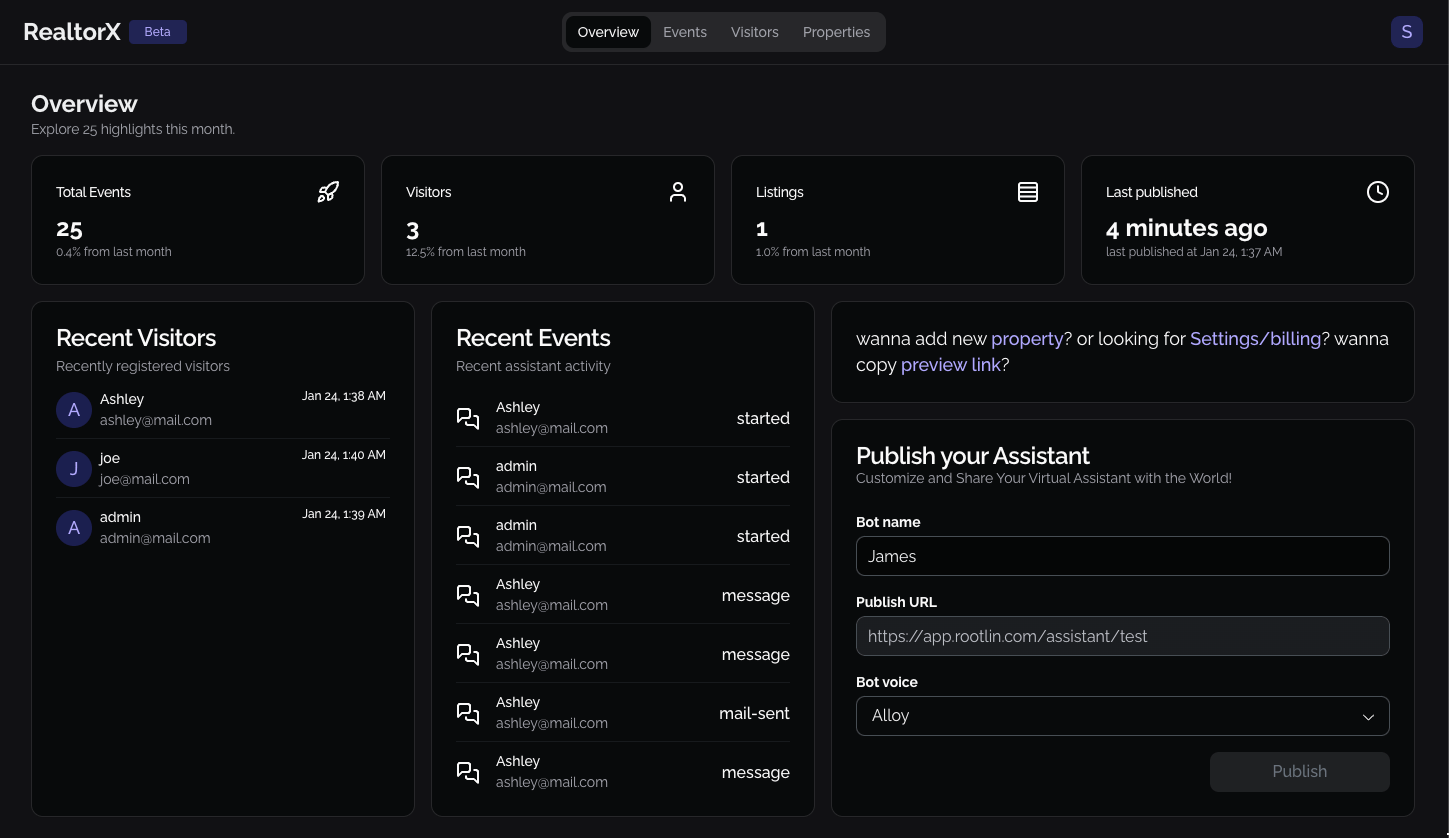 RealtorX Beta
Overview Events Visitors Properties
S
Overview
Explore 25 highlights this month.
Total Events
25
0.4% from last month
Visitors
3
12.5% from last month
Listings
1
1.0% from last month
Last published
4 minutes ago
last published at Jan 24, 1:37 AM
Recent Visitors
Recently registered visitors
A
Ashley
ashley@mail.com
Jan 24, 1:38 AM
J
joe
joe@mail.com
Jan 24, 1:40 AM
A
admin
admin@mail.com
Jan 24, 1:39 AM
Recent Events
Recent assistant activity
Ashley
ashley@mail.com
started
admin
admin@mail.com
started
admin
admin@mail.com
started
Ashley
ashley@mail.com
message
Ashley
ashley@mail.com
message
Ashley
ashley@mail.com
mail-sent
Ashley
ashley@mail.com
message
wanna add new property? or looking for Settings/billing? wanna
copy preview link?
Publish your Assistant
Customize and Share Your Virtual Assistant with the World!
Bot name
James
Publish URL
https://app.rootlin.com/assistant/test
Bot voice
Alloy
Publish